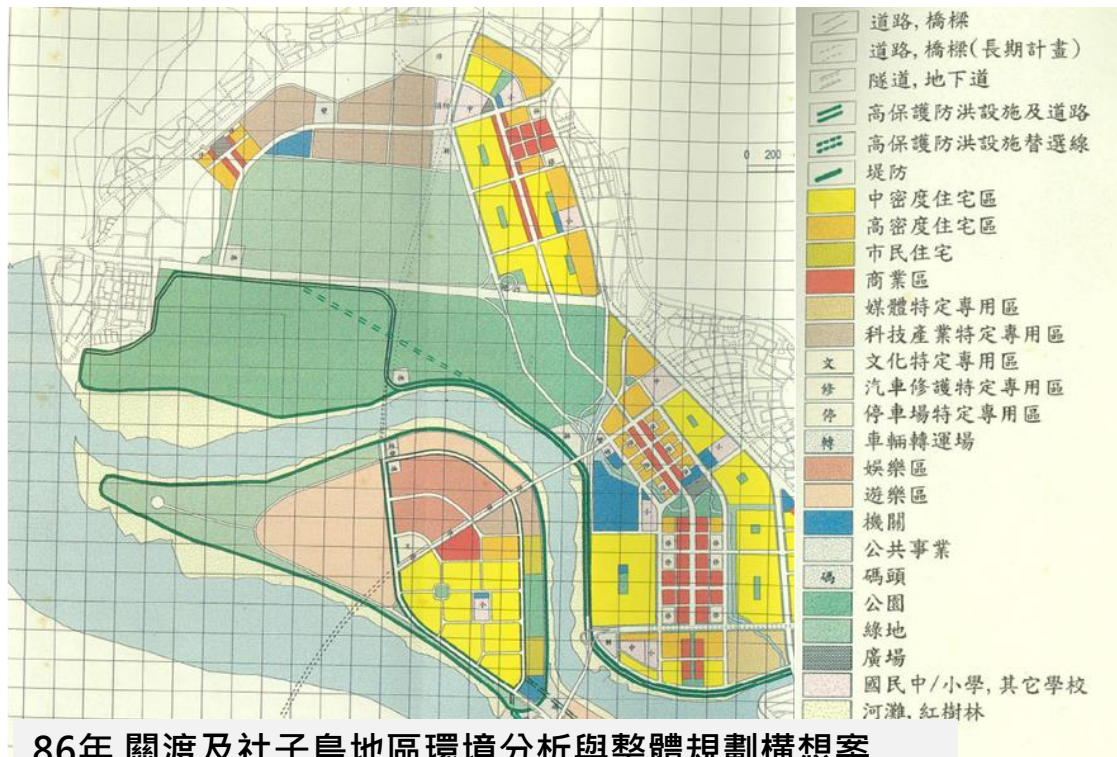 道路,橋樑
道路,橋樑(長期計畫)
隧道,地下道
高保護防洪設施及道路
高保護防洪設施替選線
堤防
中密度住宅區
高密度住宅區
市民住宅
商業區
媒體特定專用區
科技產業特定專用區
文 文化特定專用區
修 汽車修護特定專用區
停 停車場特定專用區
轉 車輛轉運場
娛樂區
遊樂區
機關
公共事業
碼 碼頭
公園
綠地
廣場
國民中/小學,其它學校
河灘,紅樹林
0 200
86年 關渡及社子島地區環境分析與整體規劃構想案